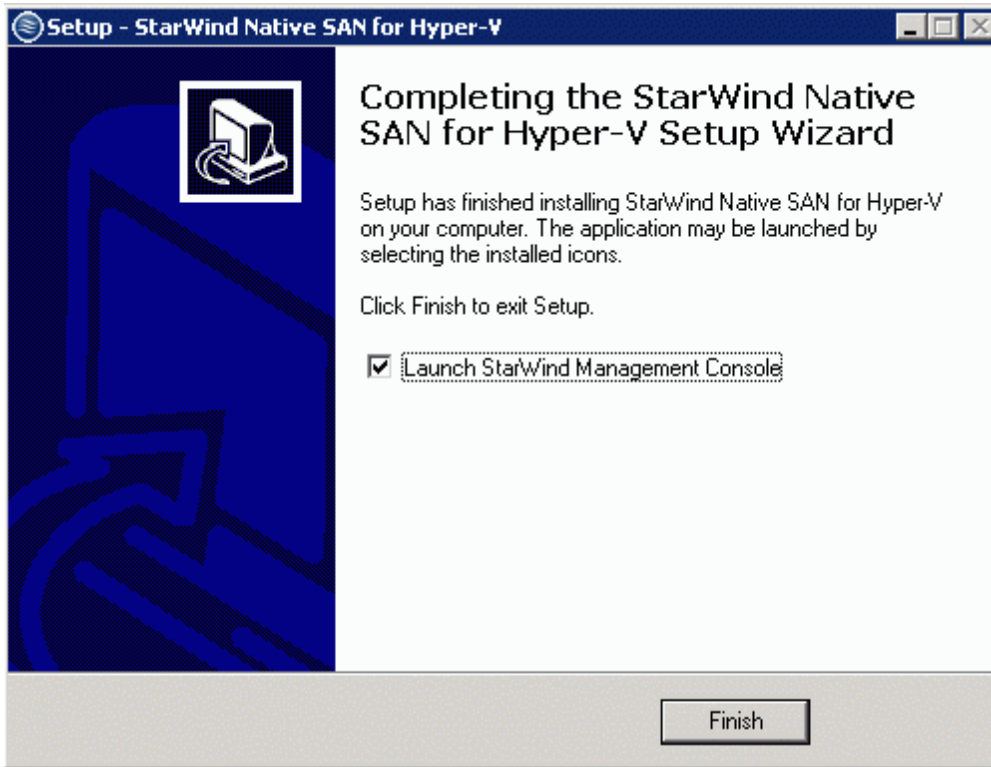 Setup - StarWind Native SAN for Hyper-V
Completing the StarWind Native
SAN for Hyper-V Setup Wizard
Setup has finished installing StarWind Native SAN for Hyper-V
on your computer. The application may be launched by
selecting the installed icons.
Click Finish to exit Setup.
Launch StarWind Management Console
Finish